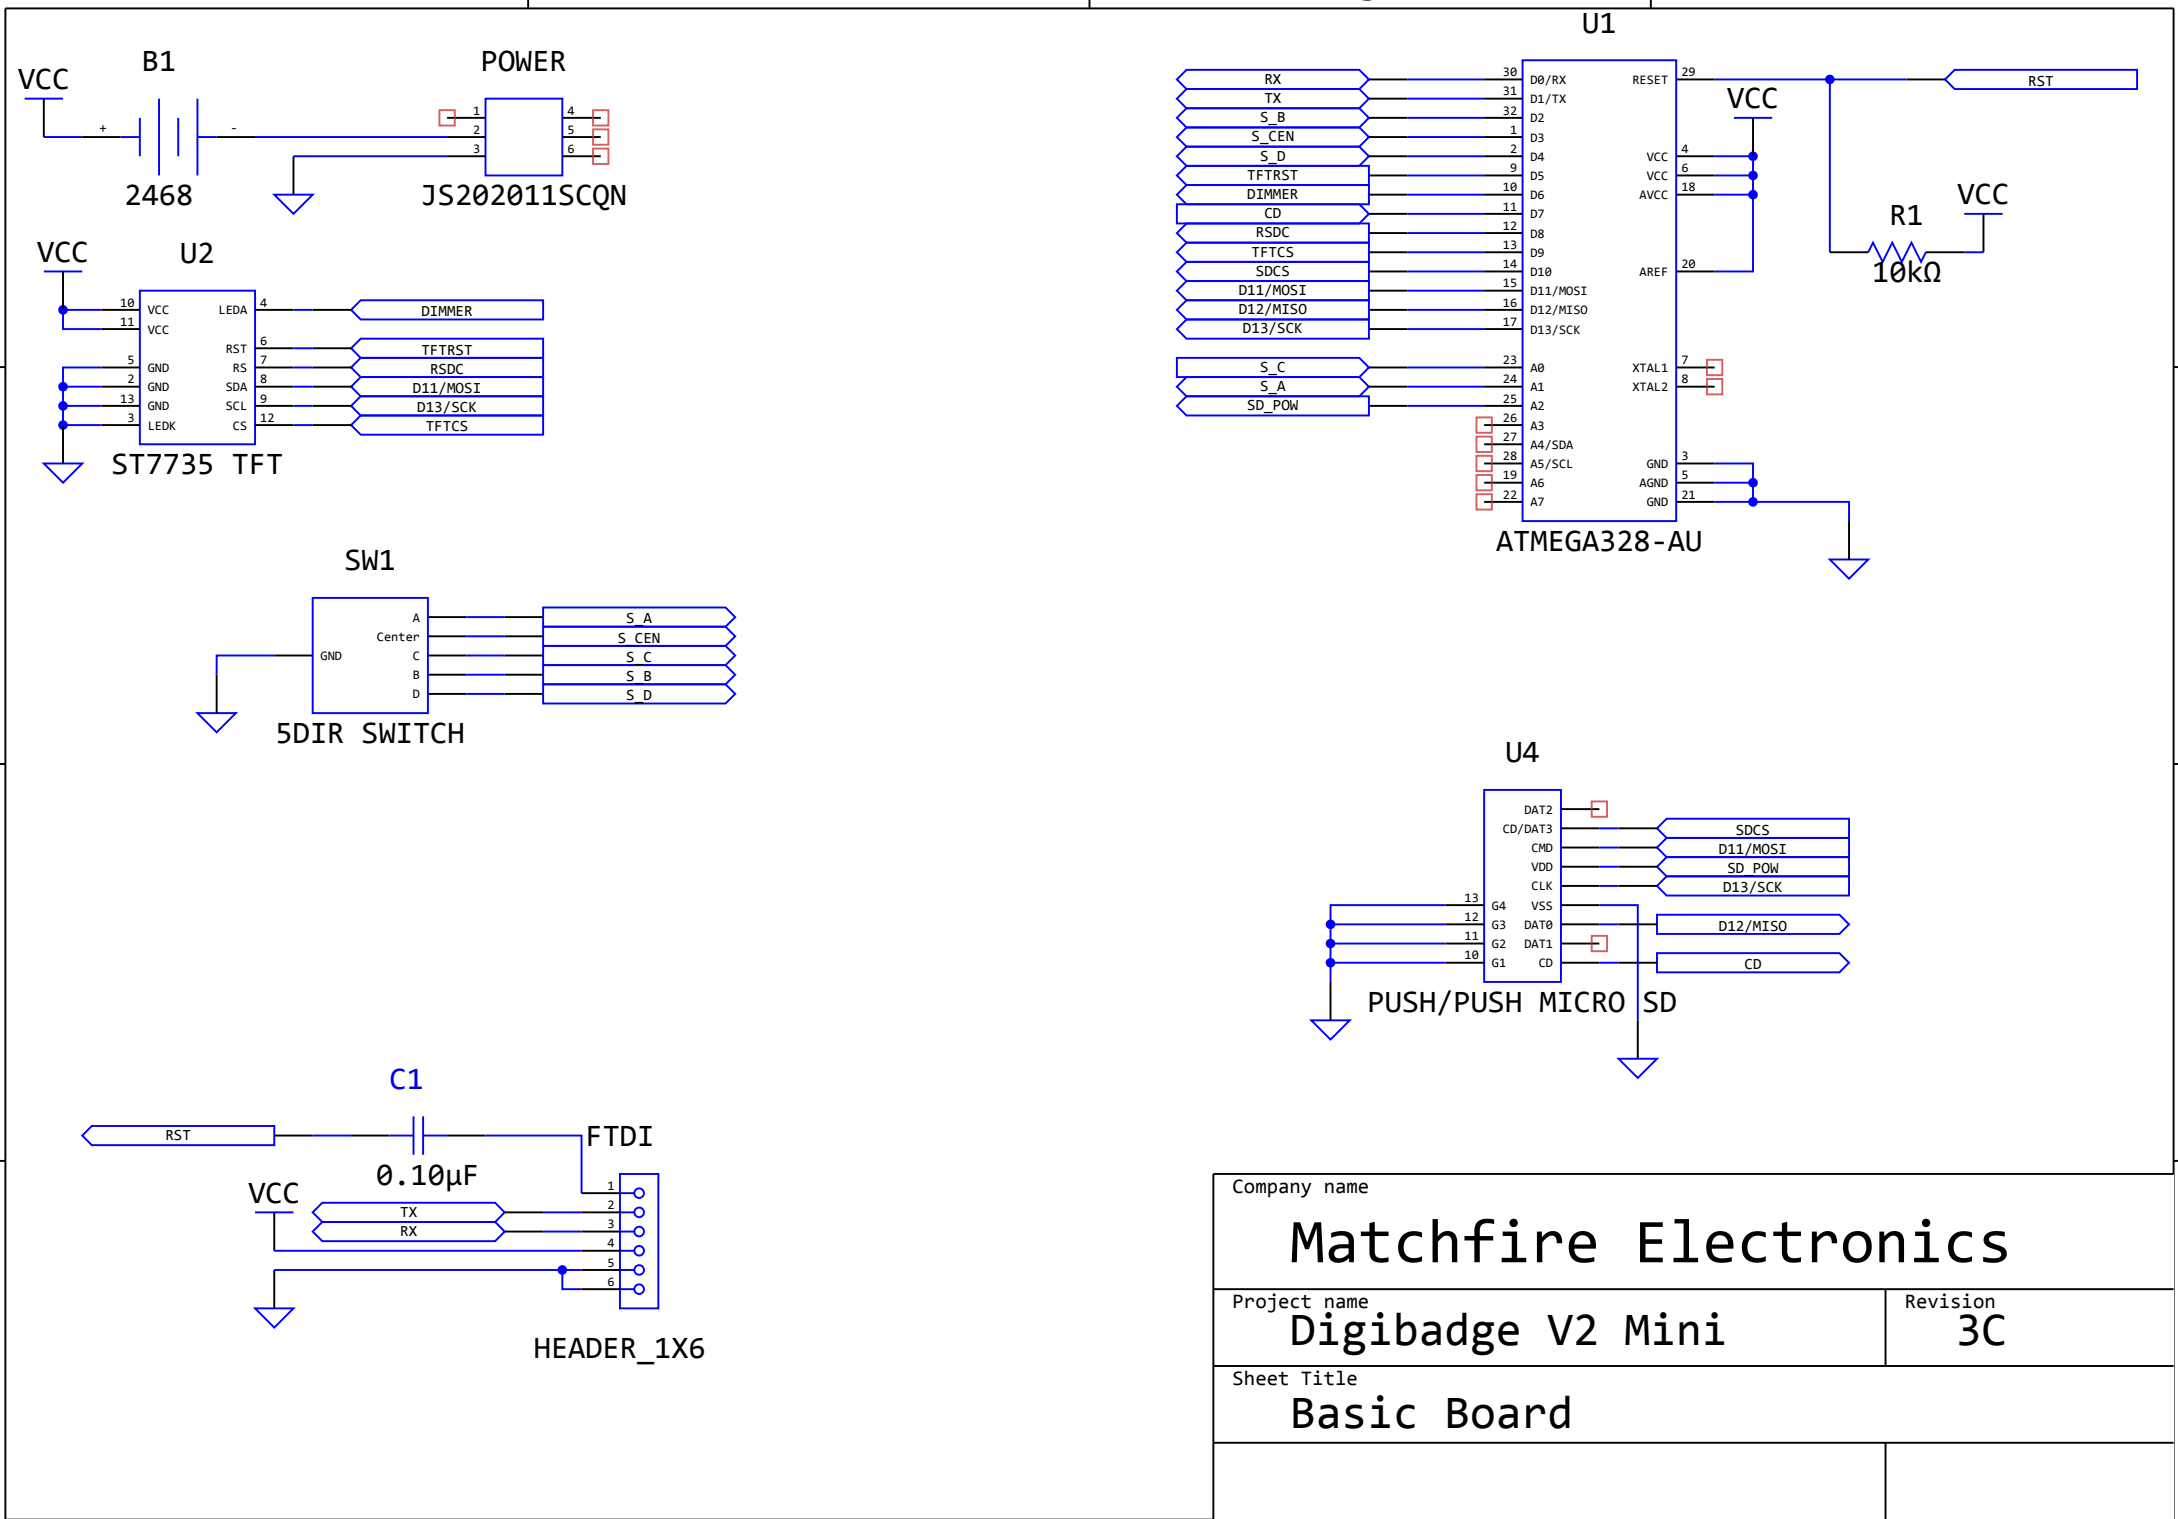 B1
VCC
+
-
2468
POWER
1
2
3
4
5
6
JS202011SCQN
VCC
U2
10 VCC
11 VCC
5 GND
2 GND
13 GND
3 LEDK
LEDA 4 DIMMER
RST 6 TFTRST
RS 7 RSDC
SDA 8 D11/MOSI
SCL 9 D13/SCK
CS 12 TFTCS
ST7735 TFT
SW1
GND
A S_A
Center S_CEN
C S_C
B S_B
D S_D
5DIR SWITCH
C1
RST
0.10µF
FTDI
VCC
1
TX 2
RX 3
4
5
6
HEADER_1X6
U1
RX 30 D0/RX
TX 31 D1/TX
S_B 32 D2
S_CEN 1 D3
S_D 2 D4
TFTRST 9 D5
DIMMER 10 D6
CD 11 D7
RSDC 12 D8
TFTCS 13 D9
SDCS 14 D10
D11/MOSI 15 D11/MOSI
D12/MISO 16 D12/MISO
D13/SCK 17 D13/SCK
S_C 23 A0
S_A 24 A1
SD_POW 25 A2
26 A3
27 A4/SDA
28 A5/SCL
19 A6
22 A7
RESET 29 RST
VCC
VCC 4
VCC 6
AVCC 18
AREF 20
XTAL1 7
XTAL2 8
GND 3
AGND 5
GND 21
VCC
R1
10kΩ
ATMEGA328-AU
U4
DAT2
CD/DAT3 SDCS
CMD D11/MOSI
VDD SD_POW
CLK D13/SCK
13 G4 VSS
12 G3 DAT0 D12/MISO
11 G2 DAT1
10 G1 CD CD
PUSH/PUSH MICRO SD
Company name
Matchfire Electronics
Project name
Digibadge V2 Mini
Revision
3C
Sheet Title
Basic Board